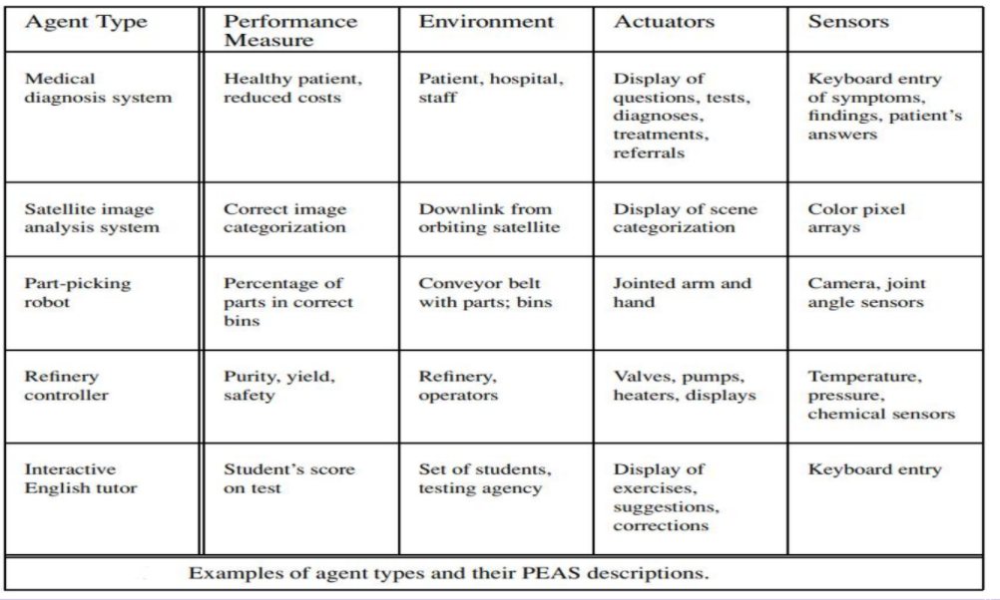 Agent Type
Performance
Measure
Environment
Actuators
Sensors
Medical
diagnosis system
Healthy patient,
reduced costs
Patient, hospital,
staff
Display of
questions, tests,
diagnoses,
treatments,
referrals
Keyboard entry
of symptoms,
findings, patient's
answers
Satellite image
analysis system
Correct image
categorization
Downlink from
orbiting satellite
Display of scene
categorization
Color pixel
arrays
Part-picking
robot
Percentage of
parts in correct
bins
Conveyor belt
with parts; bins
Jointed arm and
hand
Camera, joint
angle sensors
Refinery
controller
Purity, yield,
safety
Refinery,
operators
Valves, pumps,
heaters, displays
Temperature,
pressure,
chemical sensors
Interactive
English tutor
Student's score
on test
Set of students,
testing agency
Display of
exercises,
suggestions,
corrections
Keyboard entry
Examples of agent types and their PEAS descriptions.